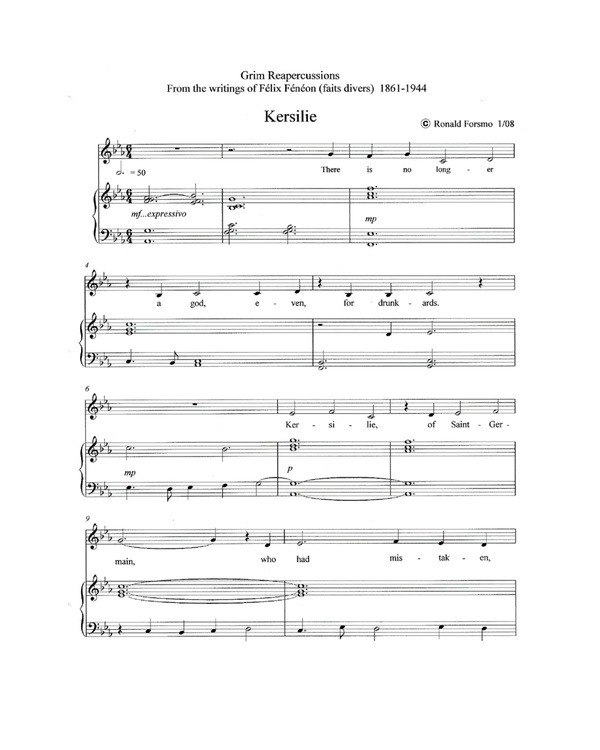 Grim Reapercussions
From the writings of Félix Fénéon (faits divers) 1861-1944
Kersilie
© Ronald Forsmo 1/08
= 50
There is no long - er
mf...expressivo
mp
4
a god, e - ven, for drunk - ards.
6
Ker - si - lie, of Saint - Ger -
mp
p
9
main, who had mis - tak - en,